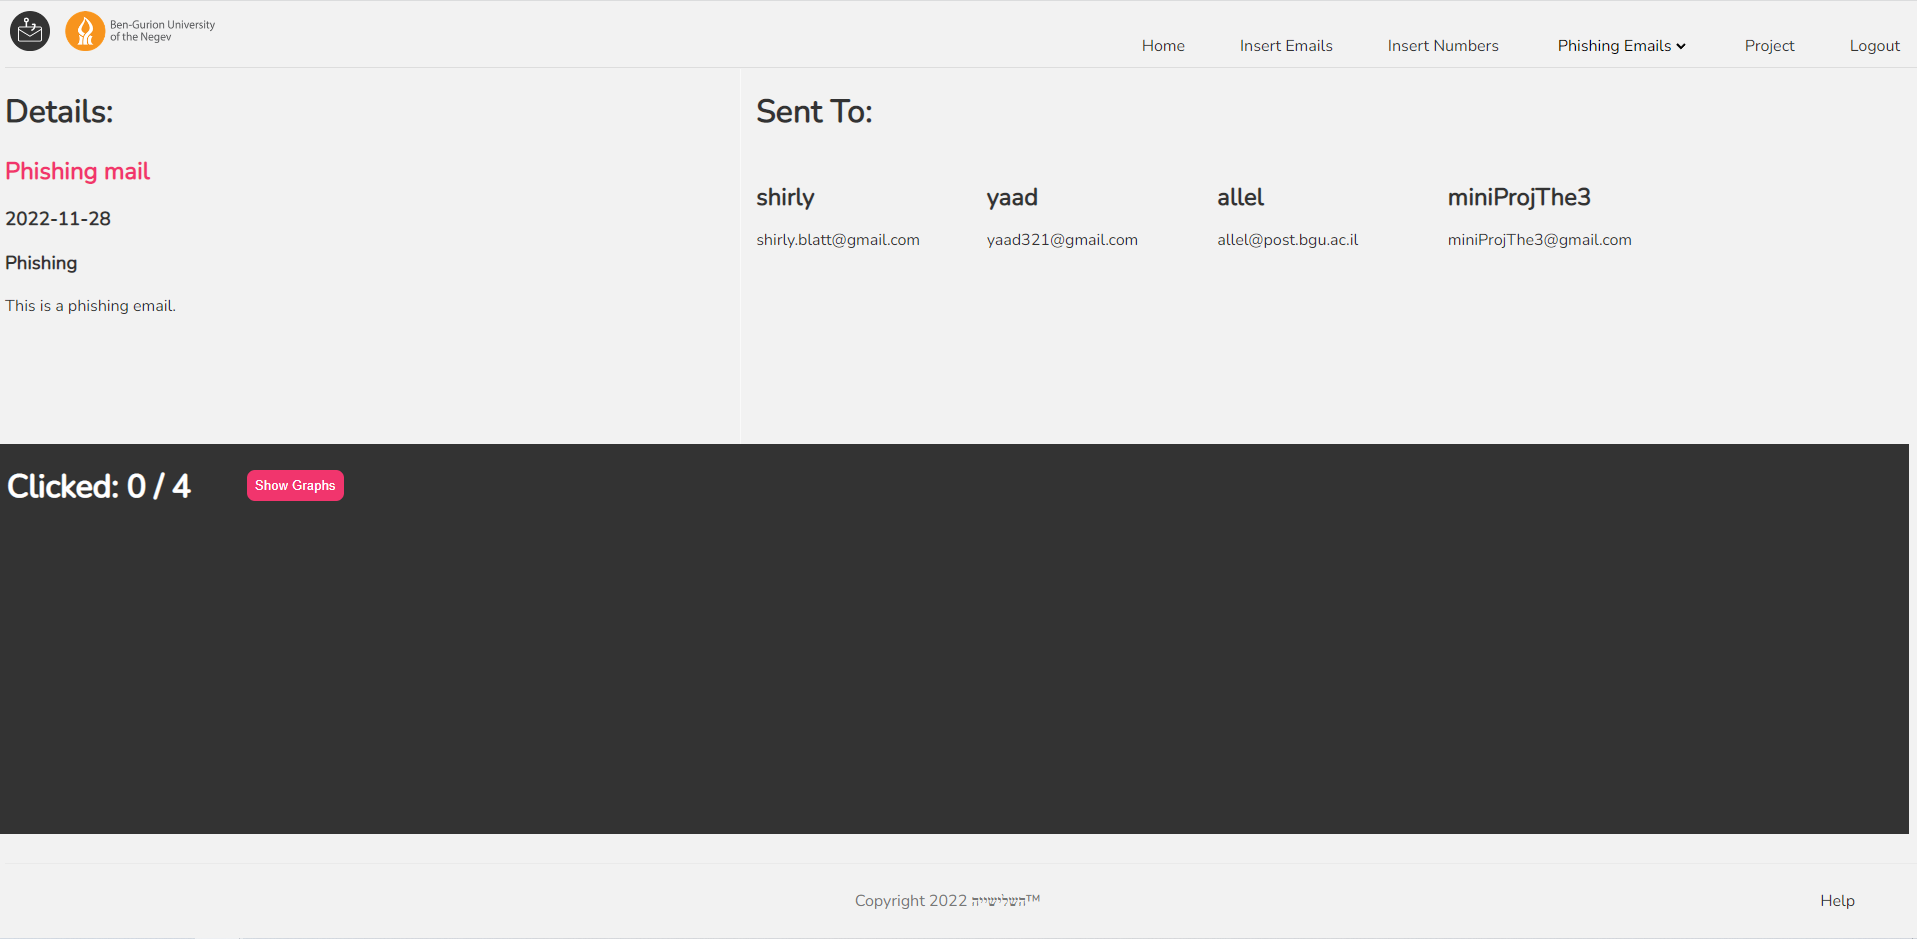 Ben-Gurion University
of the Negev
Home Insert Emails Insert Numbers Phishing Emails Project Logout
Details:
Phishing mail
2022-11-28
Phishing
This is a phishing email.
Sent To:
shirly yaad allel miniProjThe3
shirly.blatt@gmail.com yaad321@gmail.com allel@post.bgu.ac.il miniProjThe3@gmail.com
Clicked: 0 / 4 Show Graphs
Copyright 2022 השלישייה™ Help